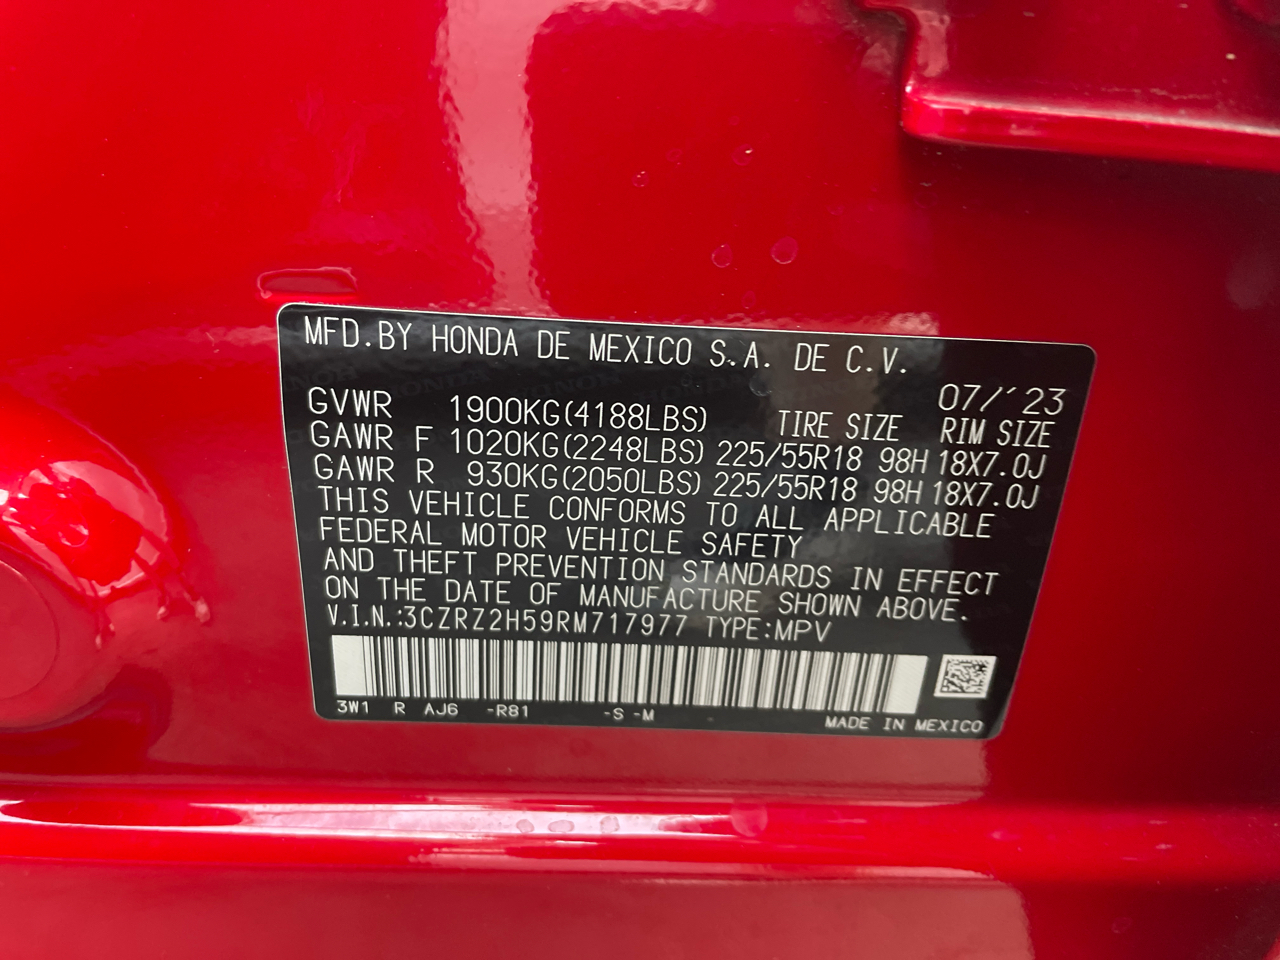 MFD.BY HONDA DE MEXICO S.A. DE C.V.
07/'23
GVWR 1900KG(4188LBS) TIRE SIZE RIM SIZE
GAWR F 1020KG(2248LBS) 225/55R18 98H 18X7.0J
GAWR R 930KG(2050LBS) 225/55R18 98H 18X7.0J
THIS VEHICLE CONFORMS TO ALL APPLICABLE
FEDERAL MOTOR VEHICLE SAFETY
AND THEFT PREVENTION STANDARDS IN EFFECT
ON THE DATE OF MANUFACTURE SHOWN ABOVE.
V.I.N.:3CZRZ2H59RM717977 TYPE:MPV
3W1 R AJ6 -R81 -S -M
MADE IN MEXICO